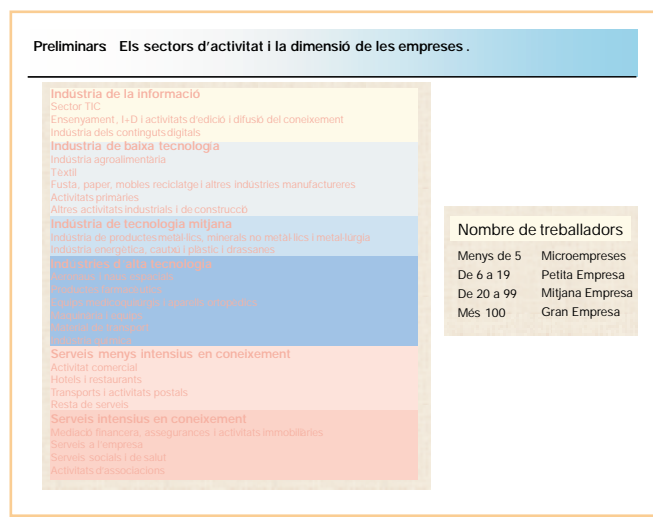 Preliminars Els sectors d'activitat i la dimensió de les empreses.
Indústria de la informació
Sector TIC
Ensenyament, I+D i activitats d'edició i difusió del coneixement
Indústria dels continguts digitals
Indústria de baixa tecnologia
Indústria agroalimentària
Tèxtil
Fusta, paper, mobles reciclatge i altres indústries manufactureres
Activitats primàries
Altres activitats industrials i de construcció
Indústria de tecnologia mitjana
Indústria de productes metàl·lics, minerals no metàl·lics i metal·lúrgia
Indústria energètica, cautxú i plàstic i drassanes
Indústries d'alta tecnologia
Serveis menys intensius en coneixement
Activitat comercial
Hotels i restaurants
Transports i activitats postals
Resta de serveis
Serveis intensius en coneixement
Mediació financera, assegurances i activitats immobiliàries
Serveis a l'empresa
Serveis socials i de salut
Activitats d'associacions
Nombre de treballadors
Menys de 5 Microempreses
De 6 a 19 Petita Empresa
De 20 a 99 Mitjana Empresa
Més 100 Gran Empresa